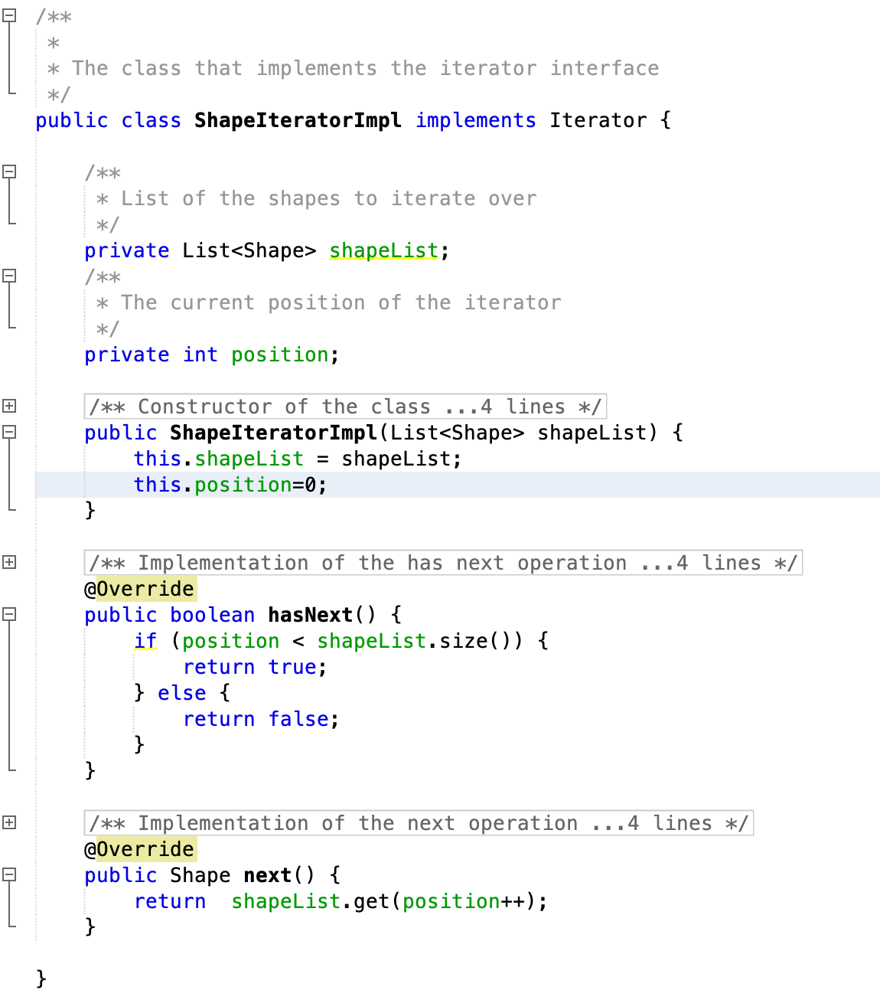 /**
 *
 * The class that implements the iterator interface
 */
public class ShapeIteratorImpl implements Iterator {

    /**
     * List of the shapes to iterate over
     */
    private List<Shape> shapeList;
    /**
     * The current position of the iterator
     */
    private int position;

    /** Constructor of the class ...4 lines */
    public ShapeIteratorImpl(List<Shape> shapeList) {
        this.shapeList = shapeList;
        this.position=0;
    }

    /** Implementation of the has next operation ...4 lines */
    @Override
    public boolean hasNext() {
        if (position < shapeList.size()) {
            return true;
        } else {
            return false;
        }
    }

    /** Implementation of the next operation ...4 lines */
    @Override
    public Shape next() {
        return  shapeList.get(position++);
    }

}